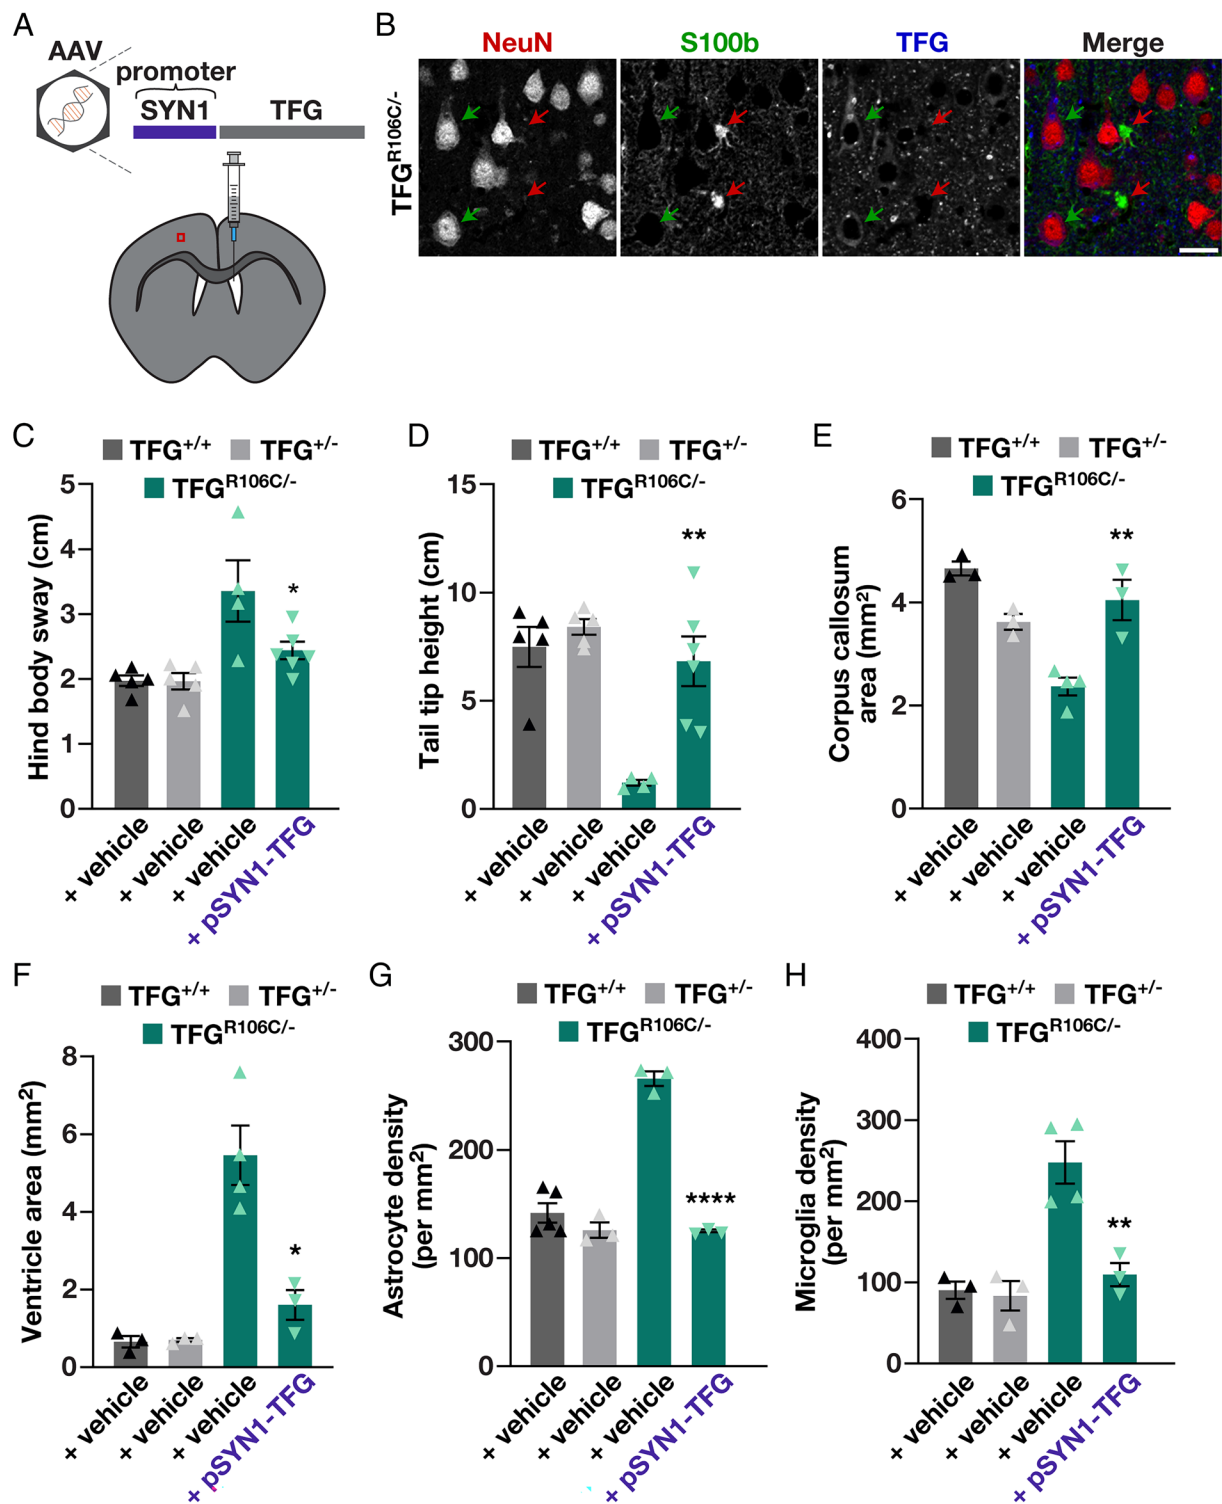 A
AAV
promoter
SYN1
TFG
B
NeuN
S100b
TFG
Merge
TFG^R106C/-
C
TFG^+/+
TFG^+/-
TFG^R106C/-
Hind body sway (cm)
5
4
3
2
1
0
*
+ vehicle
+ vehicle
+ vehicle
+ pSYN1-TFG
D
TFG^+/+
TFG^+/-
TFG^R106C/-
Tail tip height (cm)
15
10
5
0
**
+ vehicle
+ vehicle
+ vehicle
+ pSYN1-TFG
E
TFG^+/+
TFG^+/-
TFG^R106C/-
Corpus callosum
area (mm²)
6
4
2
0
**
+ vehicle
+ vehicle
+ vehicle
+ pSYN1-TFG
F
TFG^+/+
TFG^+/-
TFG^R106C/-
Ventricle area (mm²)
8
6
4
2
0
*
+ vehicle
+ vehicle
+ vehicle
+ pSYN1-TFG
G
TFG^+/+
TFG^+/-
TFG^R106C/-
Astrocyte density
(per mm²)
300
200
100
0
****
+ vehicle
+ vehicle
+ vehicle
+ pSYN1-TFG
H
TFG^+/+
TFG^+/-
TFG^R106C/-
Microglia density
(per mm²)
400
300
200
100
0
**
+ vehicle
+ vehicle
+ vehicle
+ pSYN1-TFG